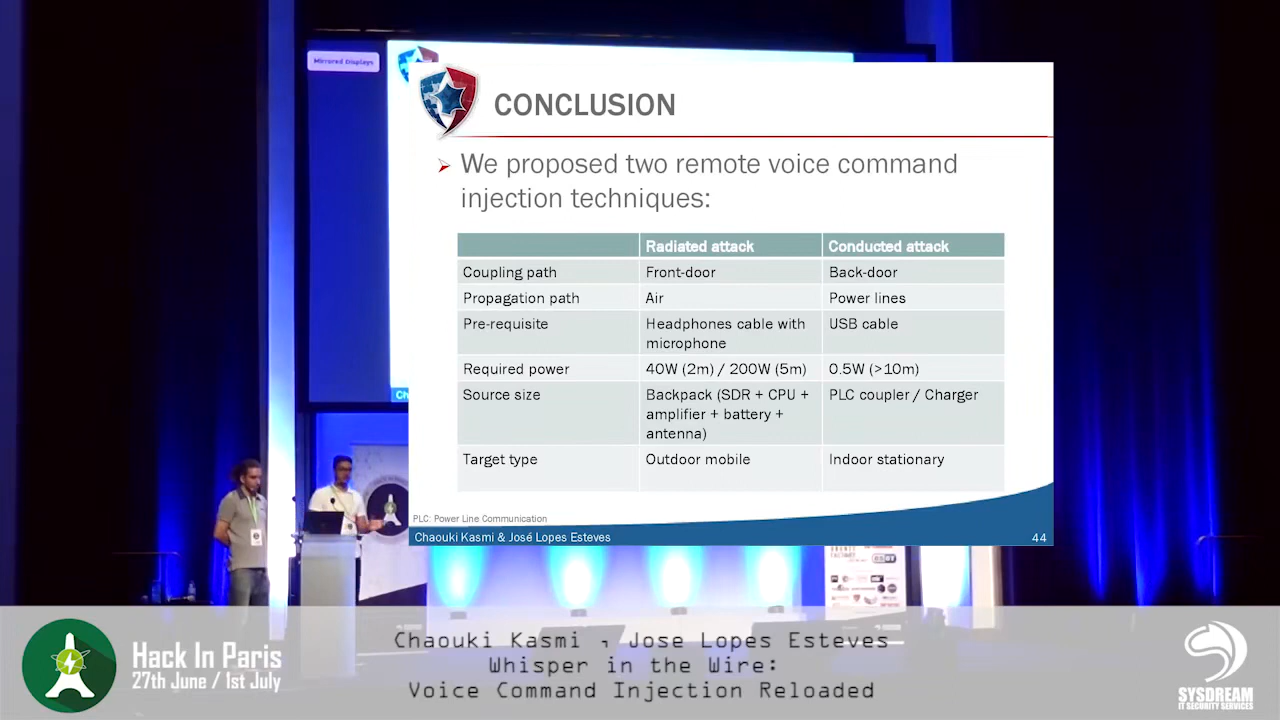 Mirrored Displays
CONCLUSION
We proposed two remote voice command
injection techniques:
Radiated attack Conducted attack
Coupling path Front-door Back-door
Propagation path Air Power lines
Pre-requisite Headphones cable with USB cable
microphone
Required power 40W (2m) / 200W (5m) 0.5W (>10m)
Source size Backpack (SDR + CPU + PLC coupler / Charger
amplifier + battery +
antenna)
Target type Outdoor mobile Indoor stationary
PLC: Power Line Communication
Chaouki Kasmi & José Lopes Esteves 44
Ch
Hack In Paris
27th June / 1st July
Chaouki Kasmi , Jose Lopes Esteves
Whisper in the Wire:
Voice Command Injection Reloaded
SYSDREAM
IT SECURITY SERVICES